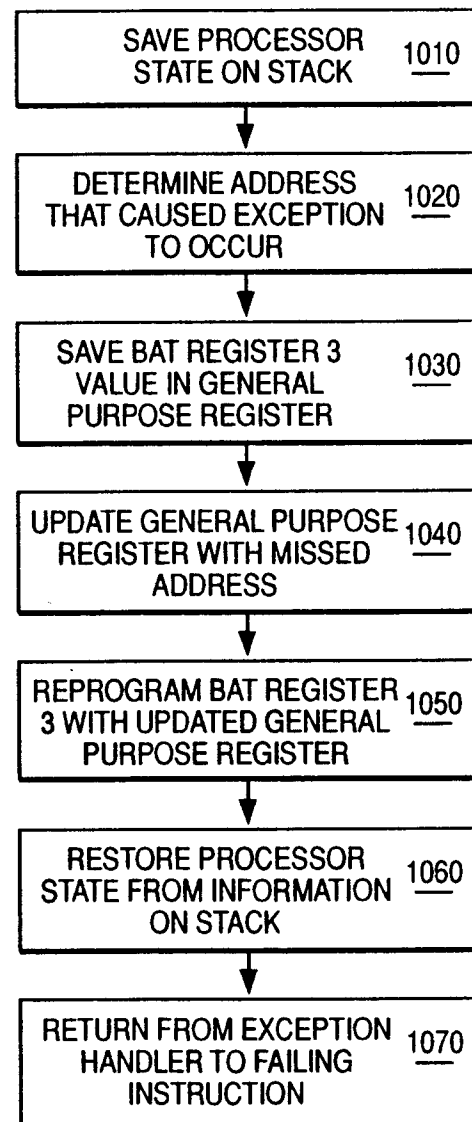 SAVE PROCESSOR
STATE ON STACK
1010
DETERMINE ADDRESS
THAT CAUSED EXCEPTION
TO OCCUR
1020
SAVE BAT REGISTER 3
VALUE IN GENERAL
PURPOSE REGISTER
1030
UPDATE GENERAL PURPOSE
REGISTER WITH MISSED
ADDRESS
1040
REPROGRAM BAT REGISTER
3 WITH UPDATED GENERAL
PURPOSE REGISTER
1050
RESTORE PROCESSOR
STATE FROM INFORMATION
ON STACK
1060
RETURN FROM EXCEPTION
HANDLER TO FAILING
INSTRUCTION
1070